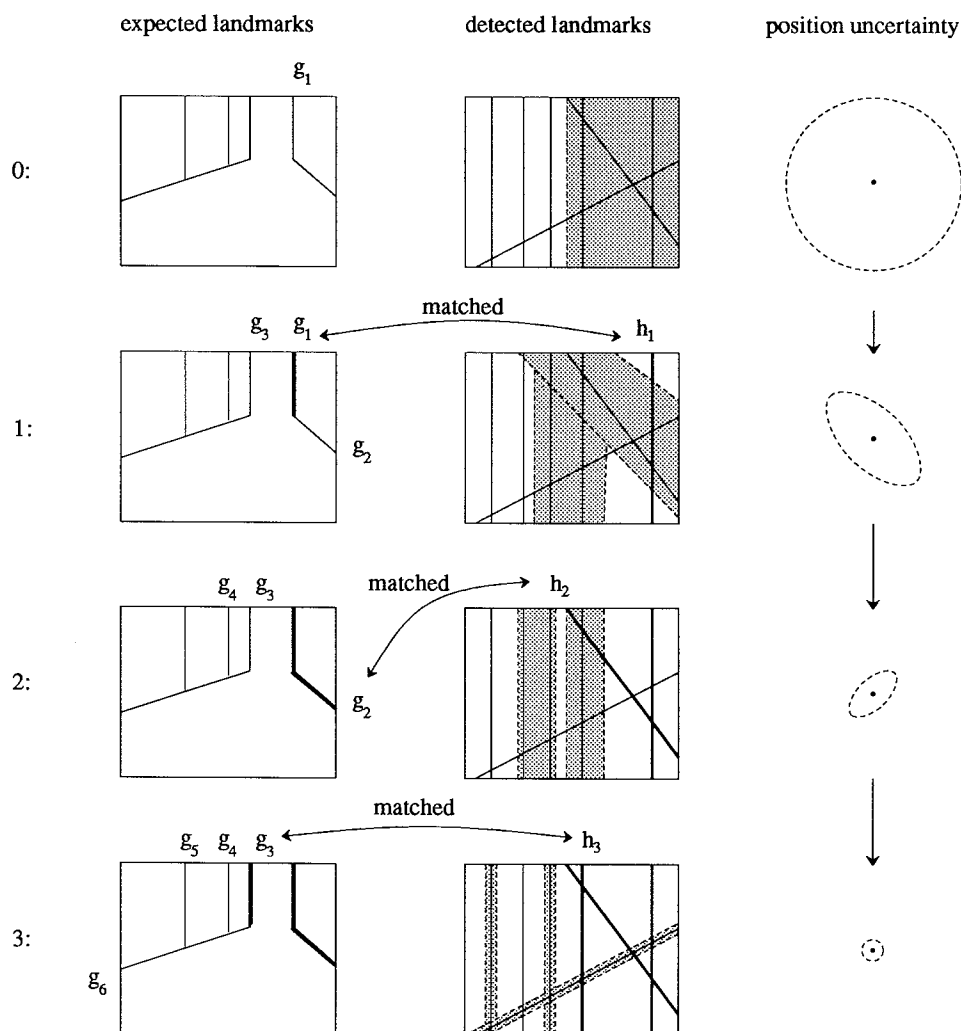 expected landmarks detected landmarks position uncertainty
g1
0:
matched
g3 g1 h1
1:
g2
matched
g4 g3 h2
2:
g2
matched
g5 g4 g3 h3
3:
g6